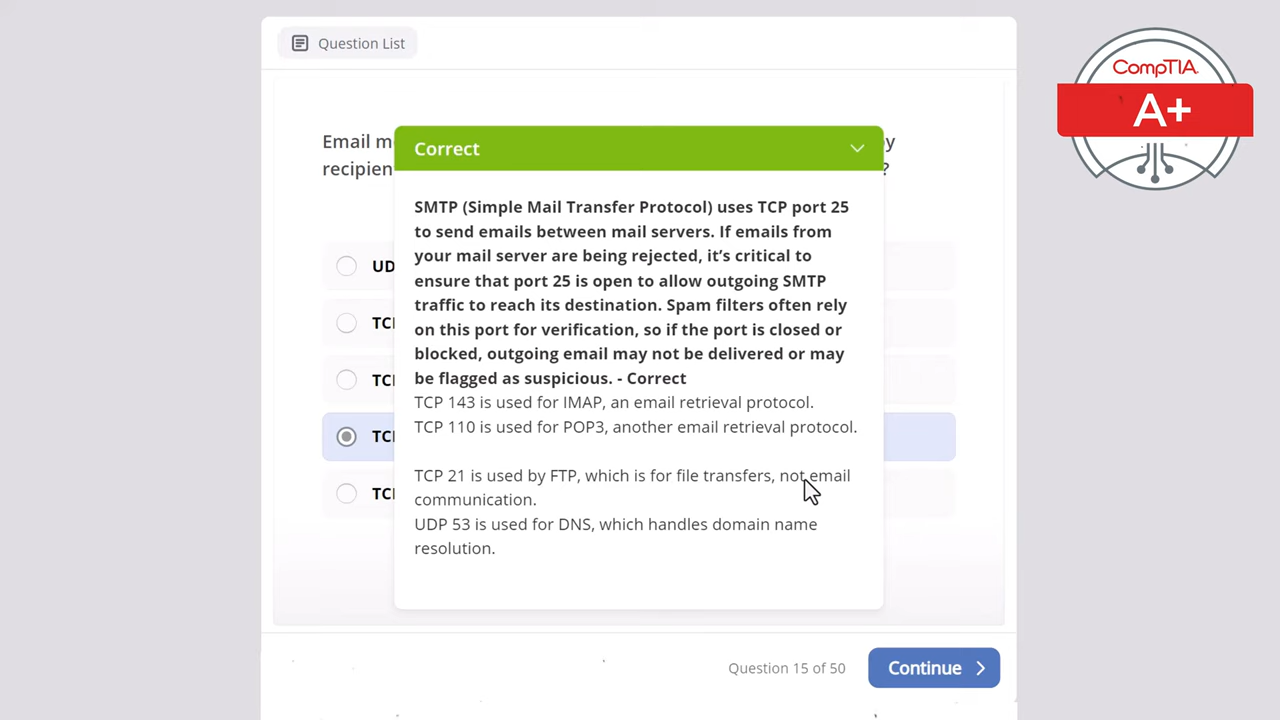 Question List
CompTIA
A+
Email
recipien
?
Correct
SMTP (Simple Mail Transfer Protocol) uses TCP port 25
to send emails between mail servers. If emails from
your mail server are being rejected, it’s critical to
ensure that port 25 is open to allow outgoing SMTP
traffic to reach its destination. Spam filters often rely
on this port for verification, so if the port is closed or
blocked, outgoing email may not be delivered or may
be flagged as suspicious. - Correct
TCP 143 is used for IMAP, an email retrieval protocol.
TCP 110 is used for POP3, another email retrieval protocol.
TCP 21 is used by FTP, which is for file transfers, not email
communication.
UDP 53 is used for DNS, which handles domain name
resolution.
UD
TC
TC
TC
TC
Question 15 of 50
Continue